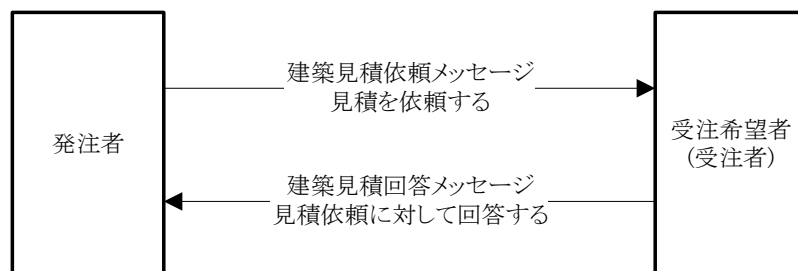 発注者
建築見積依頼メッセージ
見積を依頼する
建築見積回答メッセージ
見積依頼に対して回答する
受注希望者
(受注者)